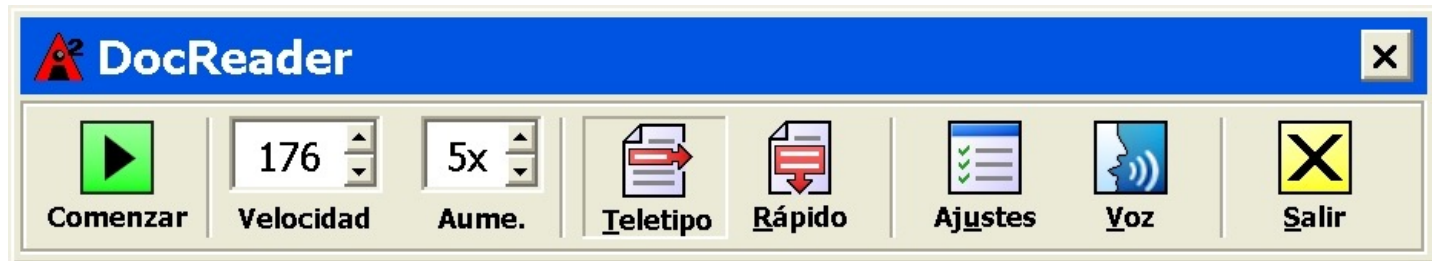 DocReader
176 5x
Comenzar Velocidad Aume. Teletipo Rápido Ajustes Voz Salir